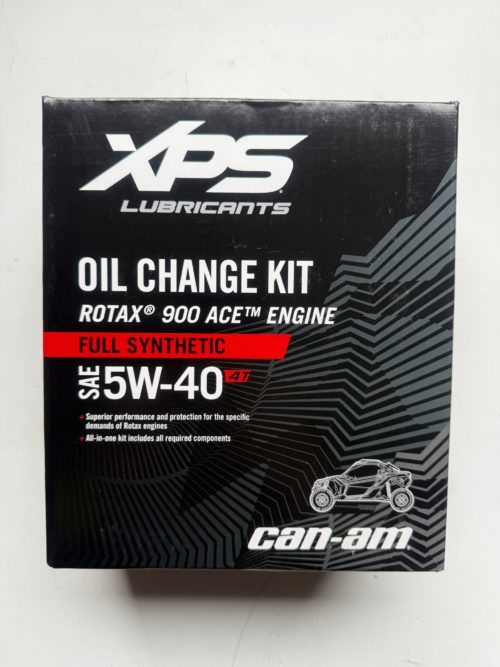 XPS
LUBRICANTS
OIL CHANGE KIT
ROTAX® 900 ACE™ ENGINE
FULL SYNTHETIC
SAE 5W-40 4T
+ Superior performance and protection for the specific
demands of Rotax engines
+ All-in-one kit includes all required components
can-am